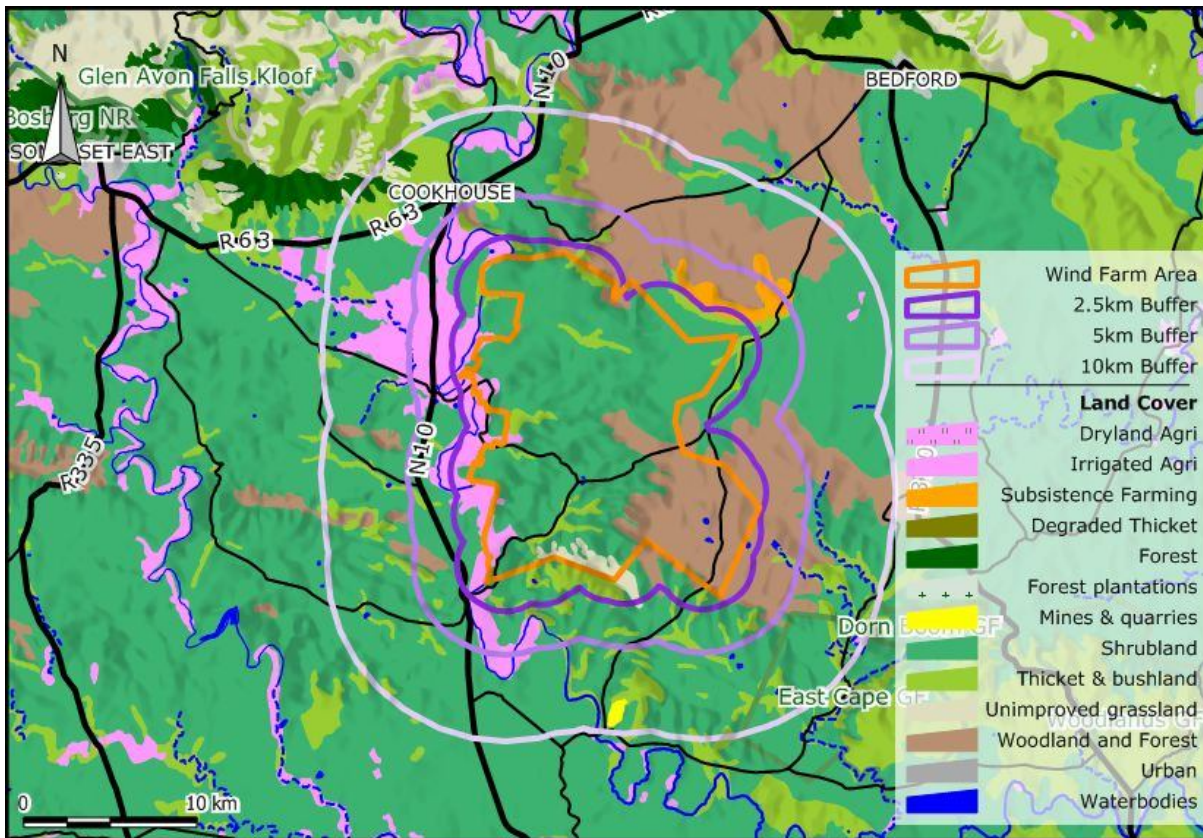 N
Glen Avon Falls Kloof
Bosberg NR
SOMERSET EAST
COOKHOUSE
BEDFORD
N10
R63
R63
N10
N10
R335
Wind Farm Area
2.5km Buffer
5km Buffer
10km Buffer
Land Cover
Dryland Agri
Irrigated Agri
Subsistence Farming
Degraded Thicket
Forest
Forest plantations
Mines & quarries
Shrubland
Thicket & bushland
Unimproved grassland
Woodland and Forest
Urban
Waterbodies
East Cape GF
0 10 km